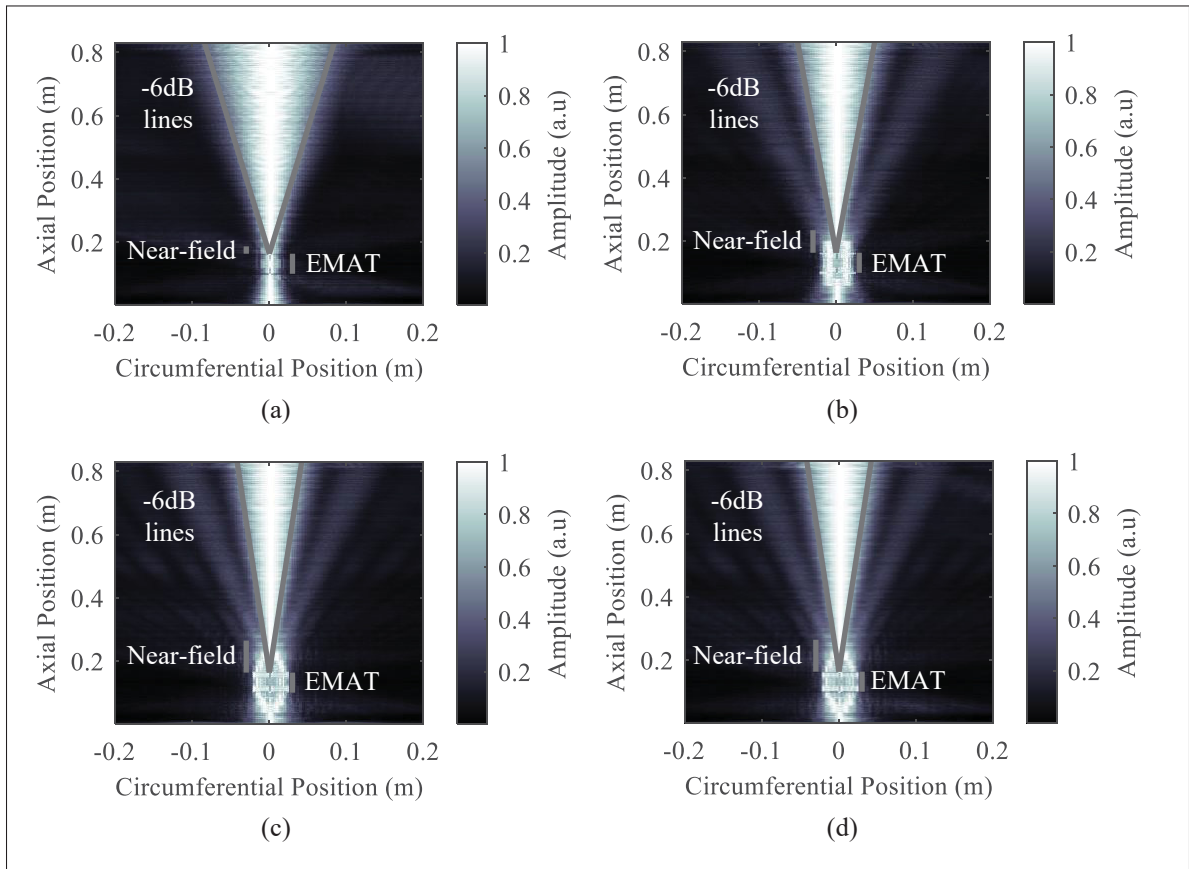 -6dB
lines
Near-field
EMAT
0.8
0.6
0.4
0.2
Axial Position (m)
-0.2
-0.1
0
0.1
0.2
Circumferential Position (m)
1
0.8
0.6
0.4
0.2
Amplitude (a.u)
(a)
-6dB
lines
Near-field
EMAT
0.8
0.6
0.4
0.2
Axial Position (m)
-0.2
-0.1
0
0.1
0.2
Circumferential Position (m)
1
0.8
0.6
0.4
0.2
Amplitude (a.u)
(b)
-6dB
lines
Near-field
EMAT
0.8
0.6
0.4
0.2
Axial Position (m)
-0.2
-0.1
0
0.1
0.2
Circumferential Position (m)
1
0.8
0.6
0.4
0.2
Amplitude (a.u)
(c)
-6dB
lines
Near-field
EMAT
0.8
0.6
0.4
0.2
Axial Position (m)
-0.2
-0.1
0
0.1
0.2
Circumferential Position (m)
1
0.8
0.6
0.4
0.2
Amplitude (a.u)
(d)